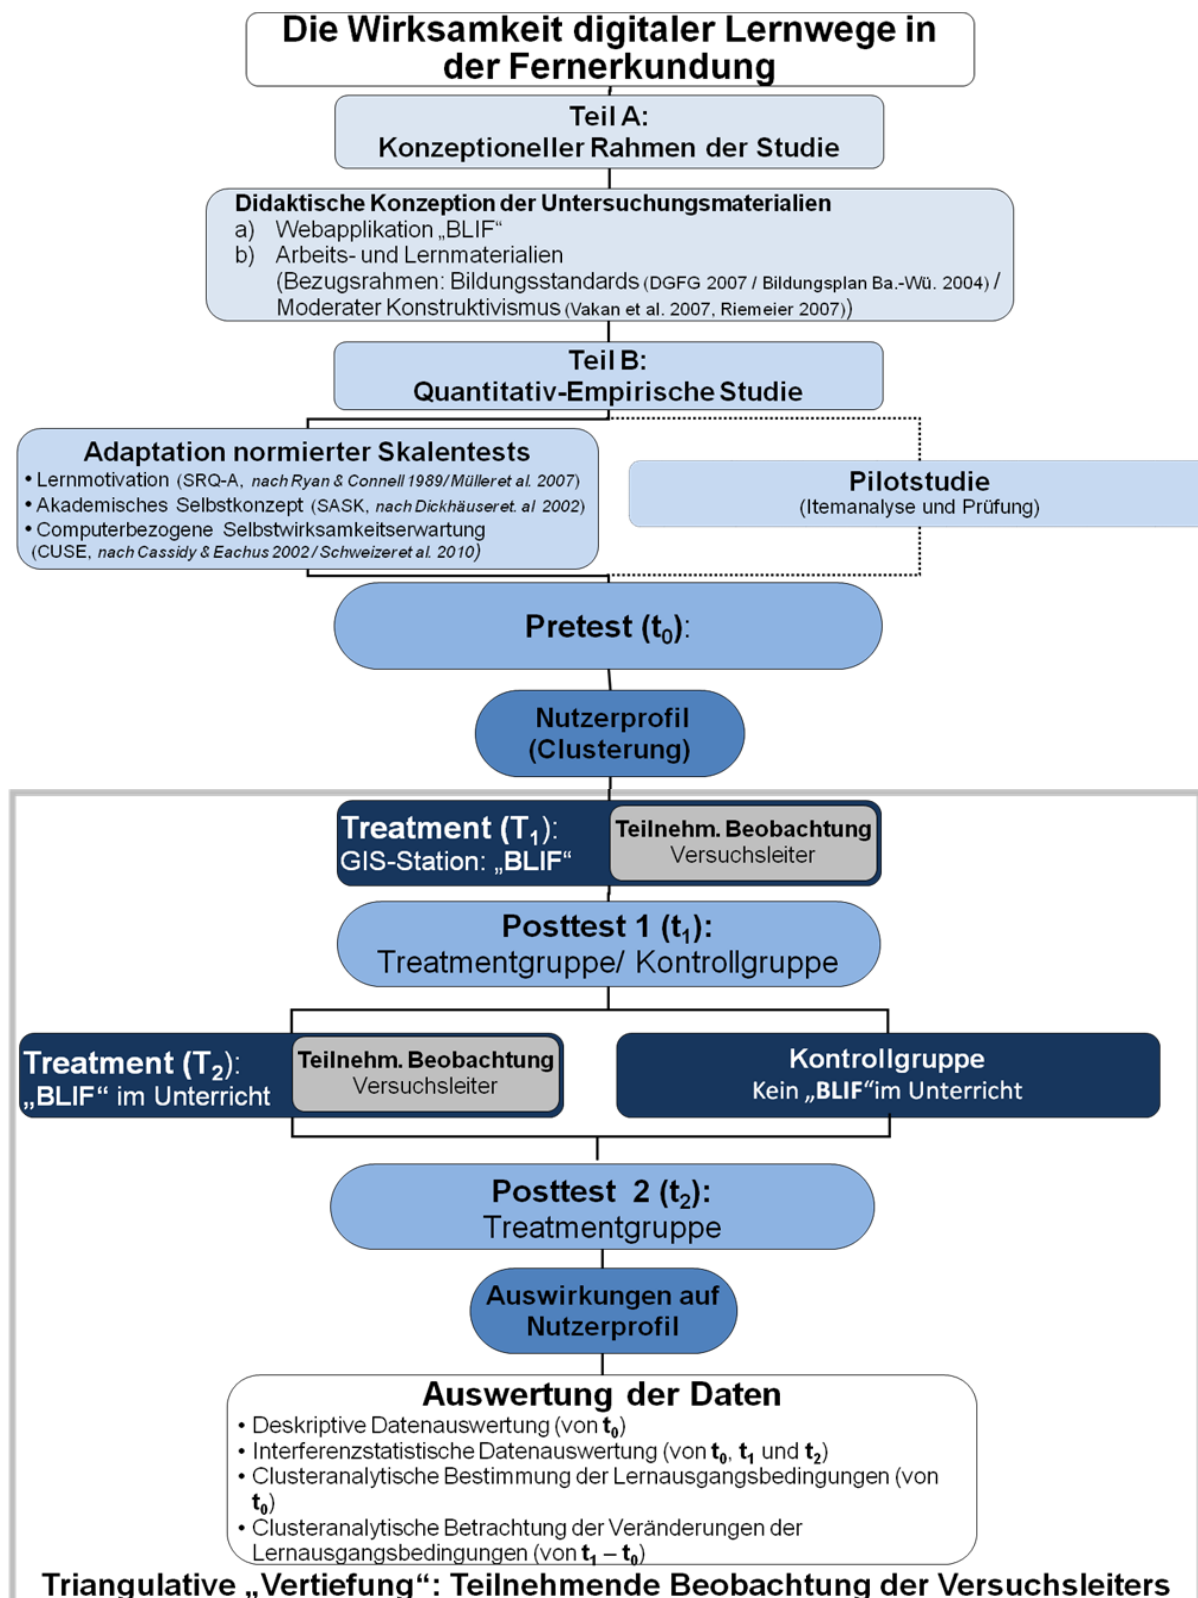 Die Wirksamkeit digitaler Lernwege in
der Fernerkundung
Teil A:
Konzeptioneller Rahmen der Studie
Didaktische Konzeption der Untersuchungsmaterialien
a) Webapplikation „BLIF“
b) Arbeits- und Lernmaterialien
(Bezugsrahmen: Bildungsstandards (DGFG 2007 / Bildungsplan Ba.-Wü. 2004) /
Moderater Konstruktivismus (Vakan et al. 2007, Riemeier 2007))
Teil B:
Quantitativ-Empirische Studie
Adaptation normierter Skalentests
• Lernmotivation (SRQ-A, nach Ryan & Connell 1989/ Müller et al. 2007)
• Akademisches Selbstkonzept (SASK, nach Dickhäuser et. al 2002)
• Computerbezogene Selbstwirksamkeitserwartung
(CUSE, nach Cassidy & Eachus 2002 / Schweizer et al. 2010)
Pilotstudie
(Itemanalyse und Prüfung)
Pretest (t0):
Nutzerprofil
(Clusterung)
Treatment (T1):
GIS-Station: „BLIF“
Teilnehm. Beobachtung
Versuchsleiter
Posttest 1 (t1):
Treatmentgruppe/ Kontrollgruppe
Treatment (T2):
„BLIF“ im Unterricht
Teilnehm. Beobachtung
Versuchsleiter
Kontrollgruppe
Kein „BLIF“im Unterricht
Posttest 2 (t2):
Treatmentgruppe
Auswirkungen auf
Nutzerprofil
Auswertung der Daten
• Deskriptive Datenauswertung (von t0)
• Interferenzstatistische Datenauswertung (von t0, t1 und t2)
• Clusteranalytische Bestimmung der Lernausgangsbedingungen (von
t0)
• Clusteranalytische Betrachtung der Veränderungen der
Lernausgangsbedingungen (von t1 – t0)
Triangulative „Vertiefung“: Teilnehmende Beobachtung der Versuchsleiters